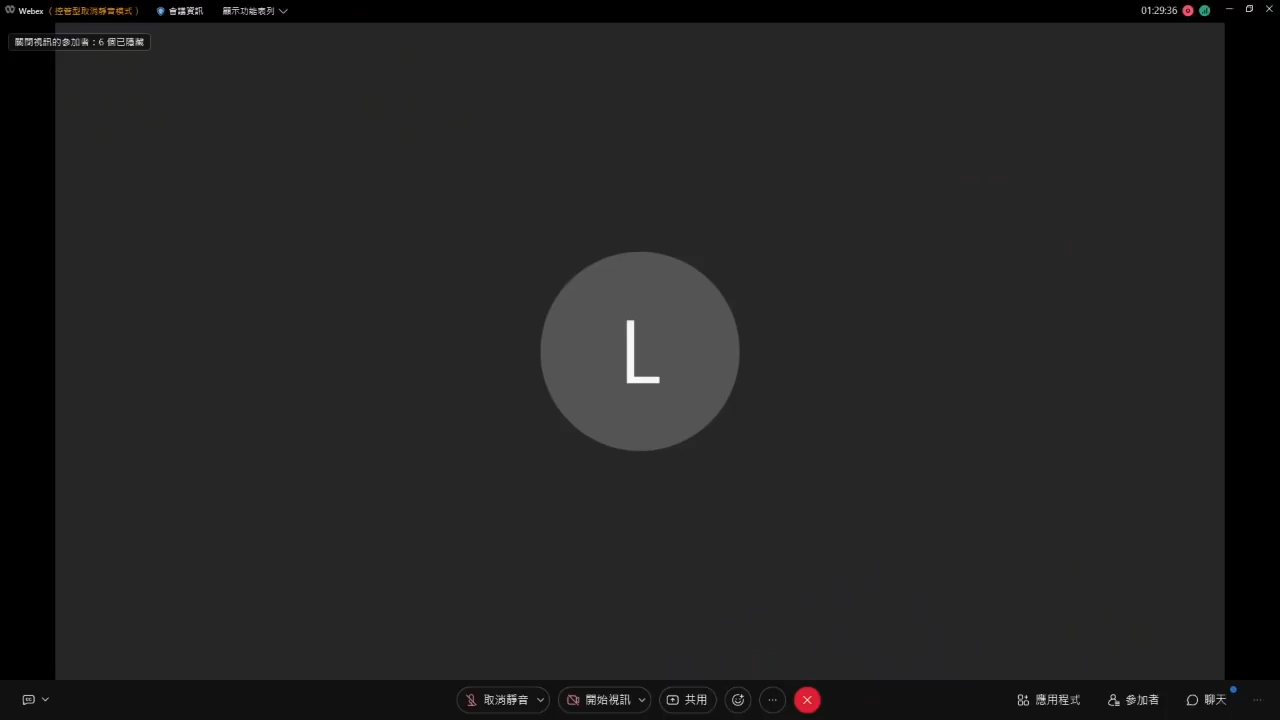 Webex （控管型取消靜音模式） 會議資訊 顯示功能表列 01:29:36
關閉視訊的參加者：6 個已隱藏
L
取消靜音 開始視訊 共用 應用程式 參加者 聊天